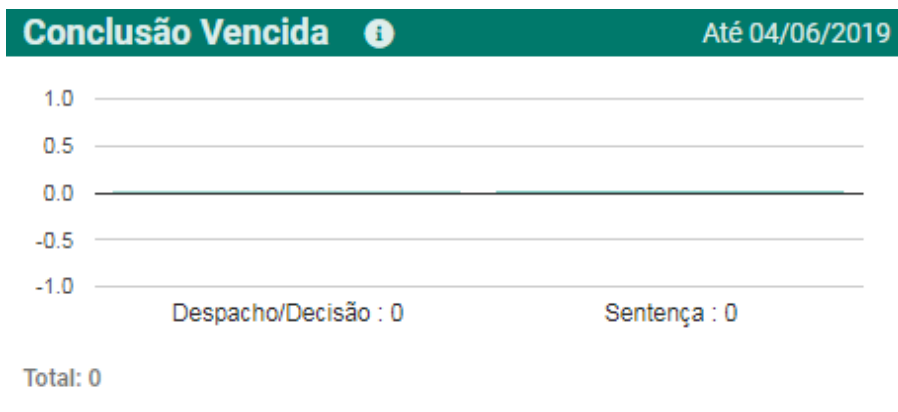 Conclusão Vencida Até 04/06/2019
1.0
0.5
0.0
-0.5
-1.0
Despacho/Decisão : 0 Sentença : 0
Total: 0